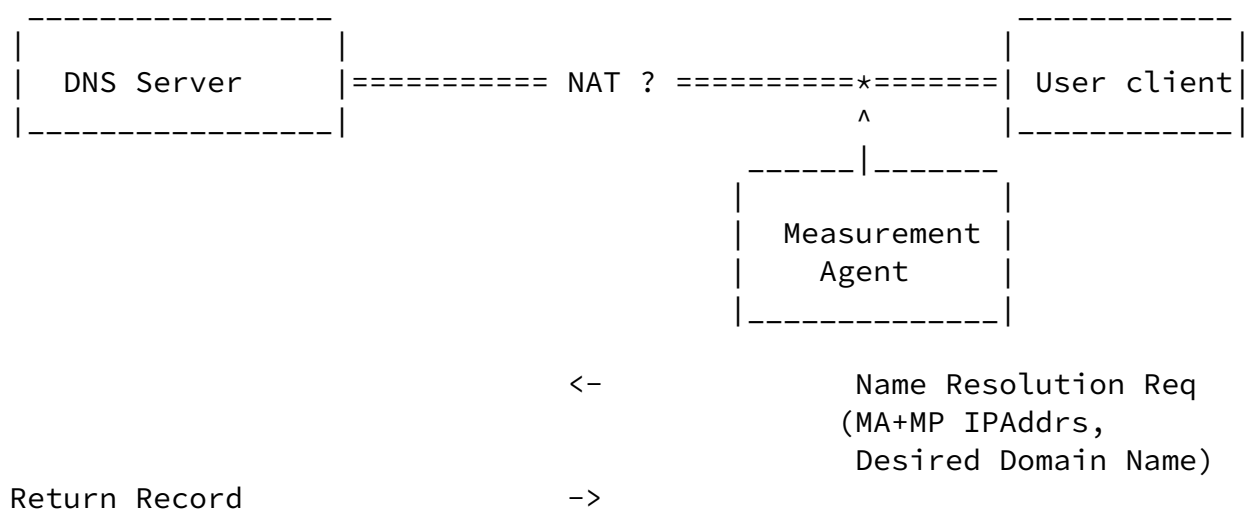 DNS Server =========== NAT ? ==========*======= User client
^
Measurement
Agent
<- Name Resolution Req
(MA+MP IPAddrs,
Desired Domain Name)
Return Record ->